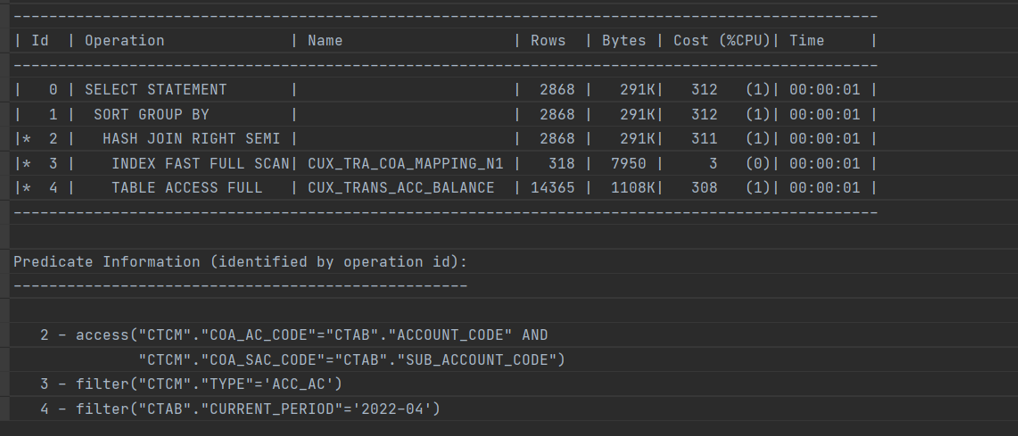 ------------------------------------------------------------------------------------------------
| Id  | Operation              | Name                   | Rows  | Bytes | Cost (%CPU)| Time     |
------------------------------------------------------------------------------------------------
|   0 | SELECT STATEMENT       |                        |  2868 |   291K|   312   (1)| 00:00:01 |
|   1 |  SORT GROUP BY         |                        |  2868 |   291K|   312   (1)| 00:00:01 |
|*  2 |   HASH JOIN RIGHT SEMI |                        |  2868 |   291K|   311   (1)| 00:00:01 |
|*  3 |    INDEX FAST FULL SCAN| CUX_TRA_COA_MAPPING_N1 |   318 |  7950 |     3   (0)| 00:00:01 |
|*  4 |    TABLE ACCESS FULL   | CUX_TRANS_ACC_BALANCE  | 14365 |  1108K|   308   (1)| 00:00:01 |
------------------------------------------------------------------------------------------------
Predicate Information (identified by operation id):
---------------------------------------------------
   2 - access("CTCM"."COA_AC_CODE"="CTAB"."ACCOUNT_CODE" AND
              "CTCM"."COA_SAC_CODE"="CTAB"."SUB_ACCOUNT_CODE")
   3 - filter("CTCM"."TYPE"='ACC_AC')
   4 - filter("CTAB"."CURRENT_PERIOD"='2022-04')